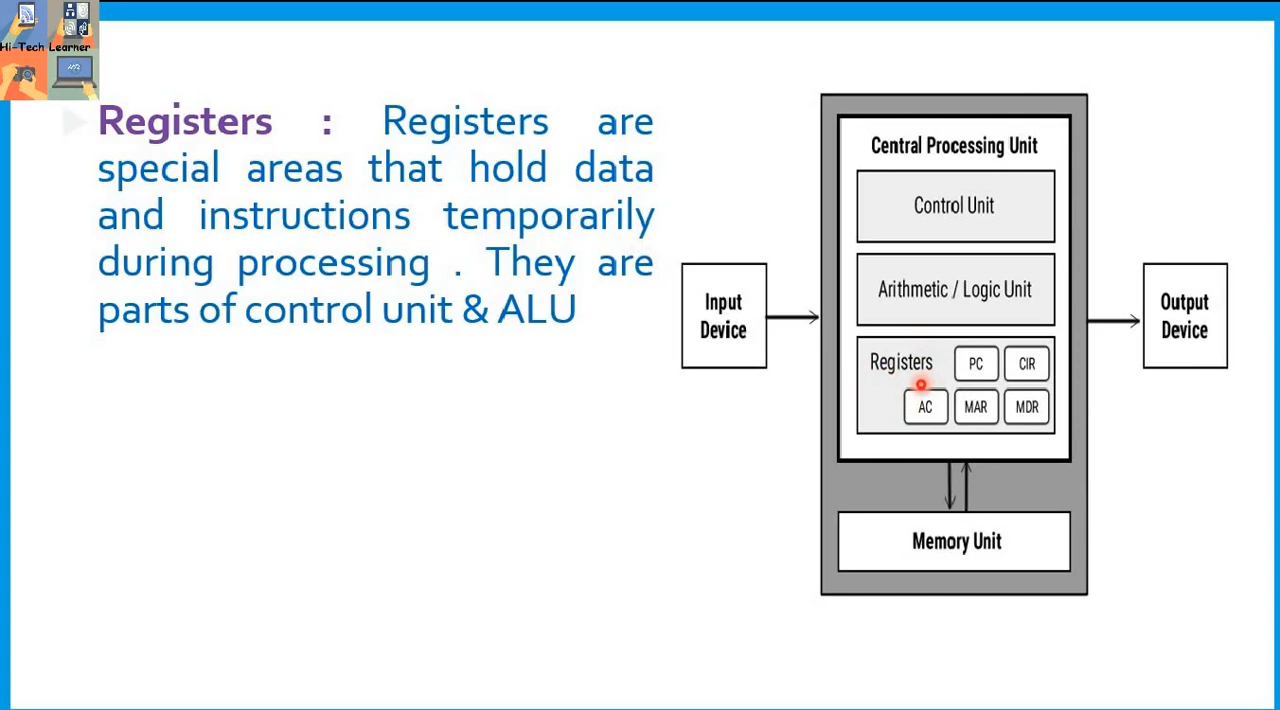 Hi-Tech Learner
Registers : Registers are
special areas that hold data
and instructions temporarily
during processing . They are
parts of control unit & ALU
Central Processing Unit
Control Unit
Arithmetic / Logic Unit
Registers
PC
CIR
AC
MAR
MDR
Input
Device
Output
Device
Memory Unit